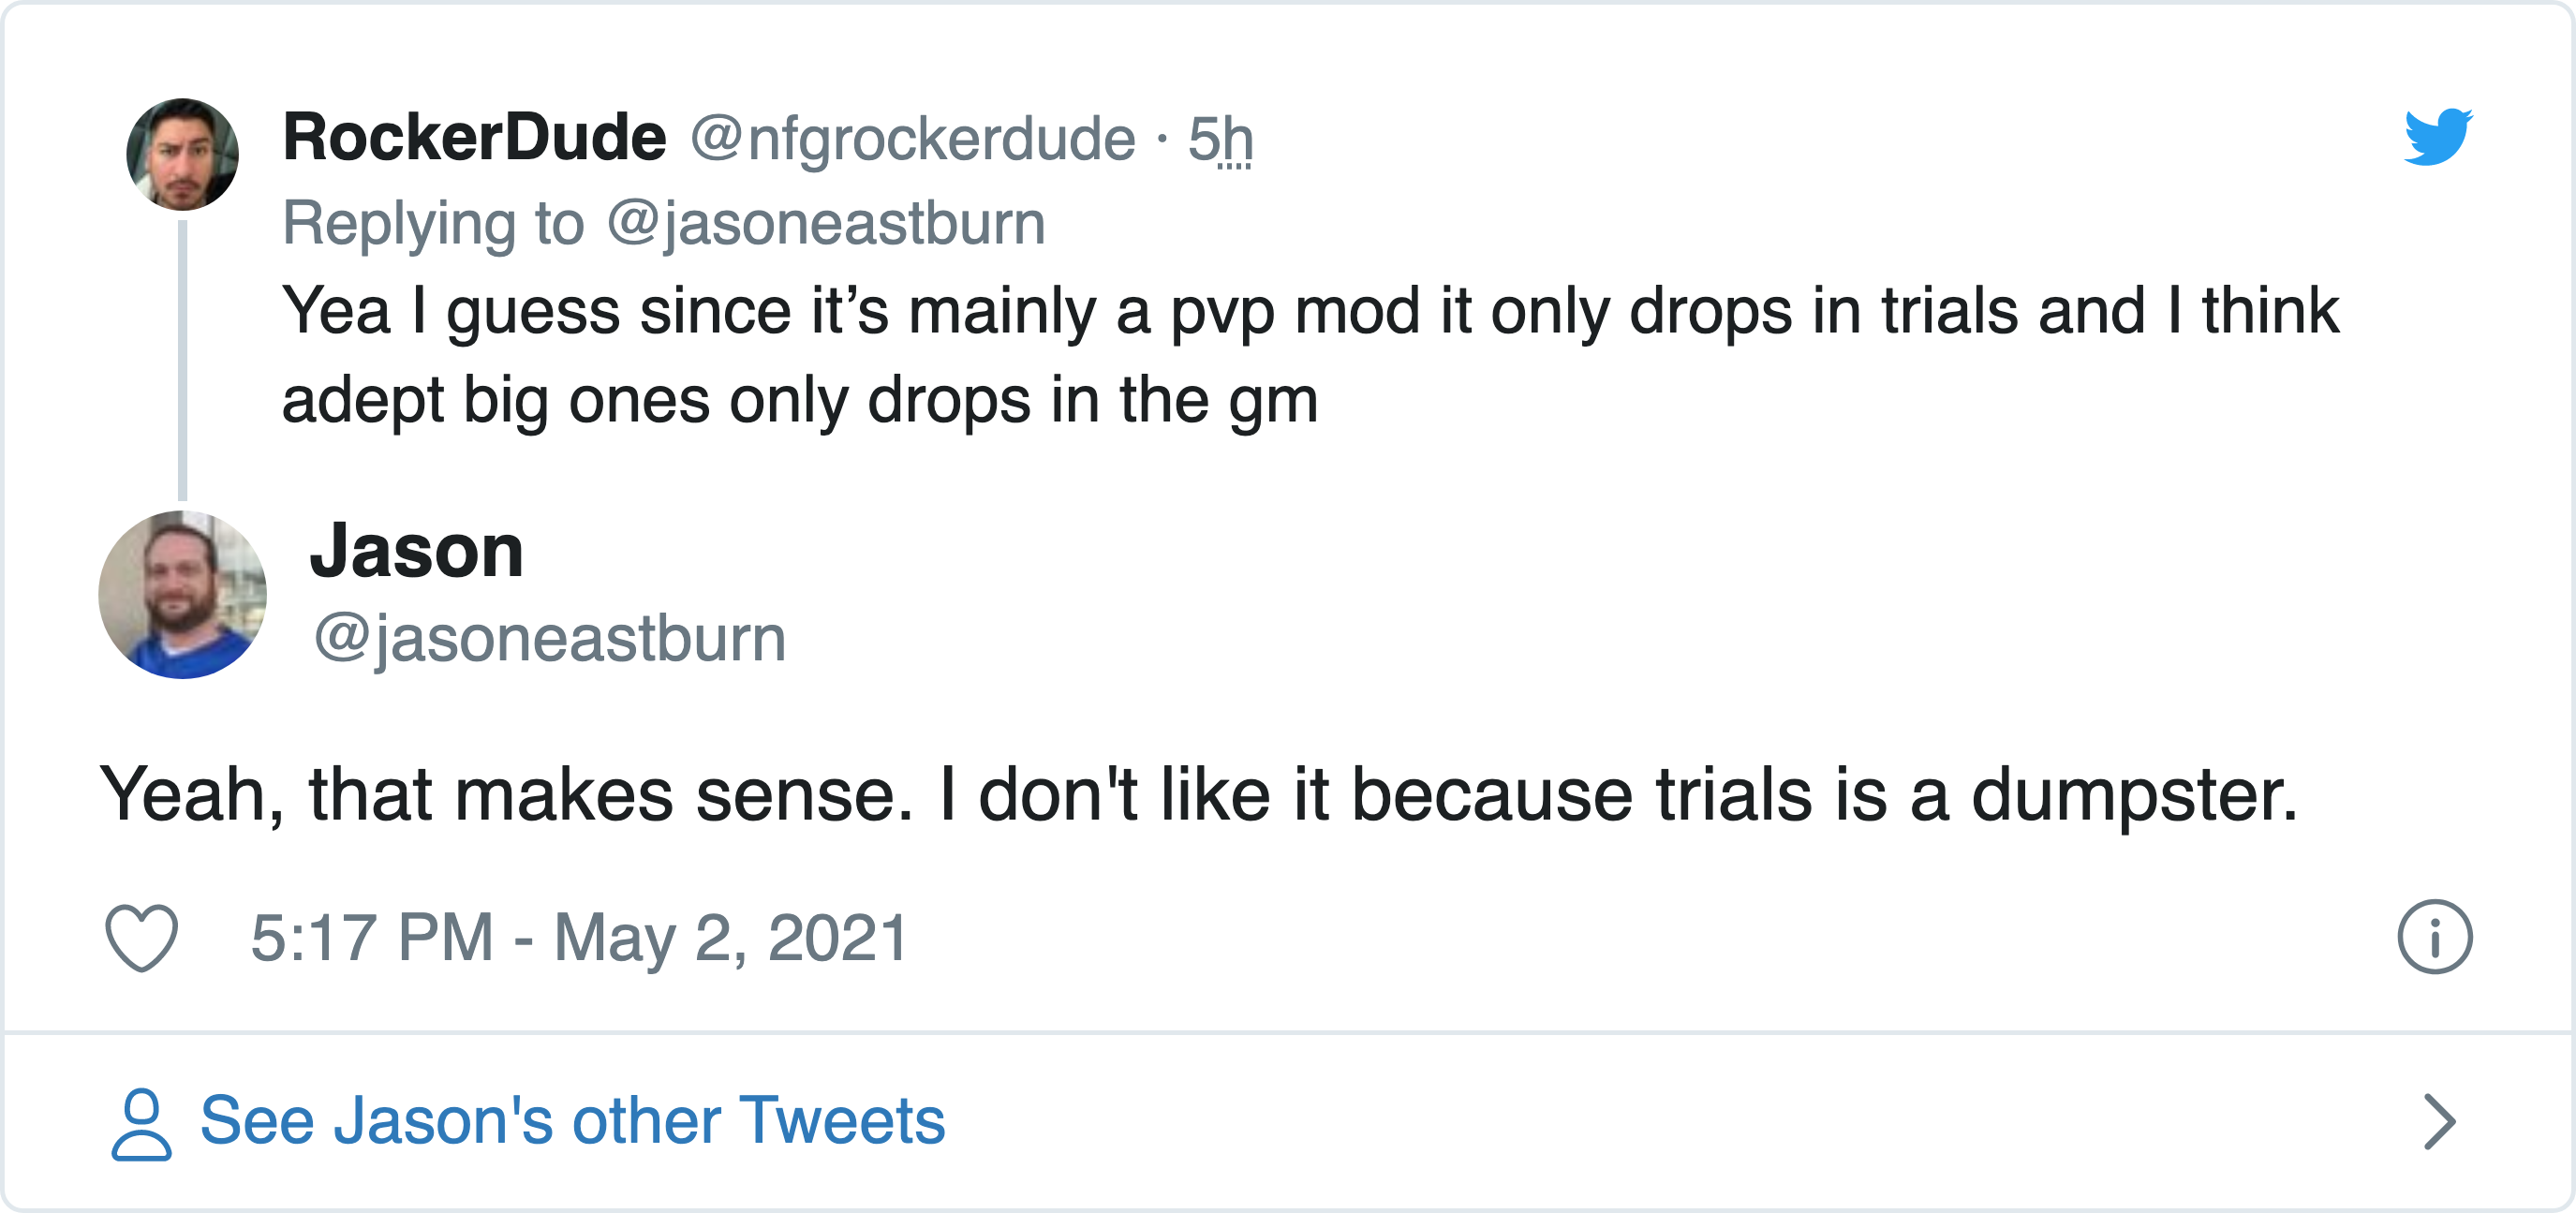 RockerDude @nfgrockerdude · 5h
Replying to @jasoneastburn
Yea I guess since it’s mainly a pvp mod it only drops in trials and I think
adept big ones only drops in the gm
Jason
@jasoneastburn
Yeah, that makes sense. I don't like it because trials is a dumpster.
5:17 PM - May 2, 2021
See Jason's other Tweets